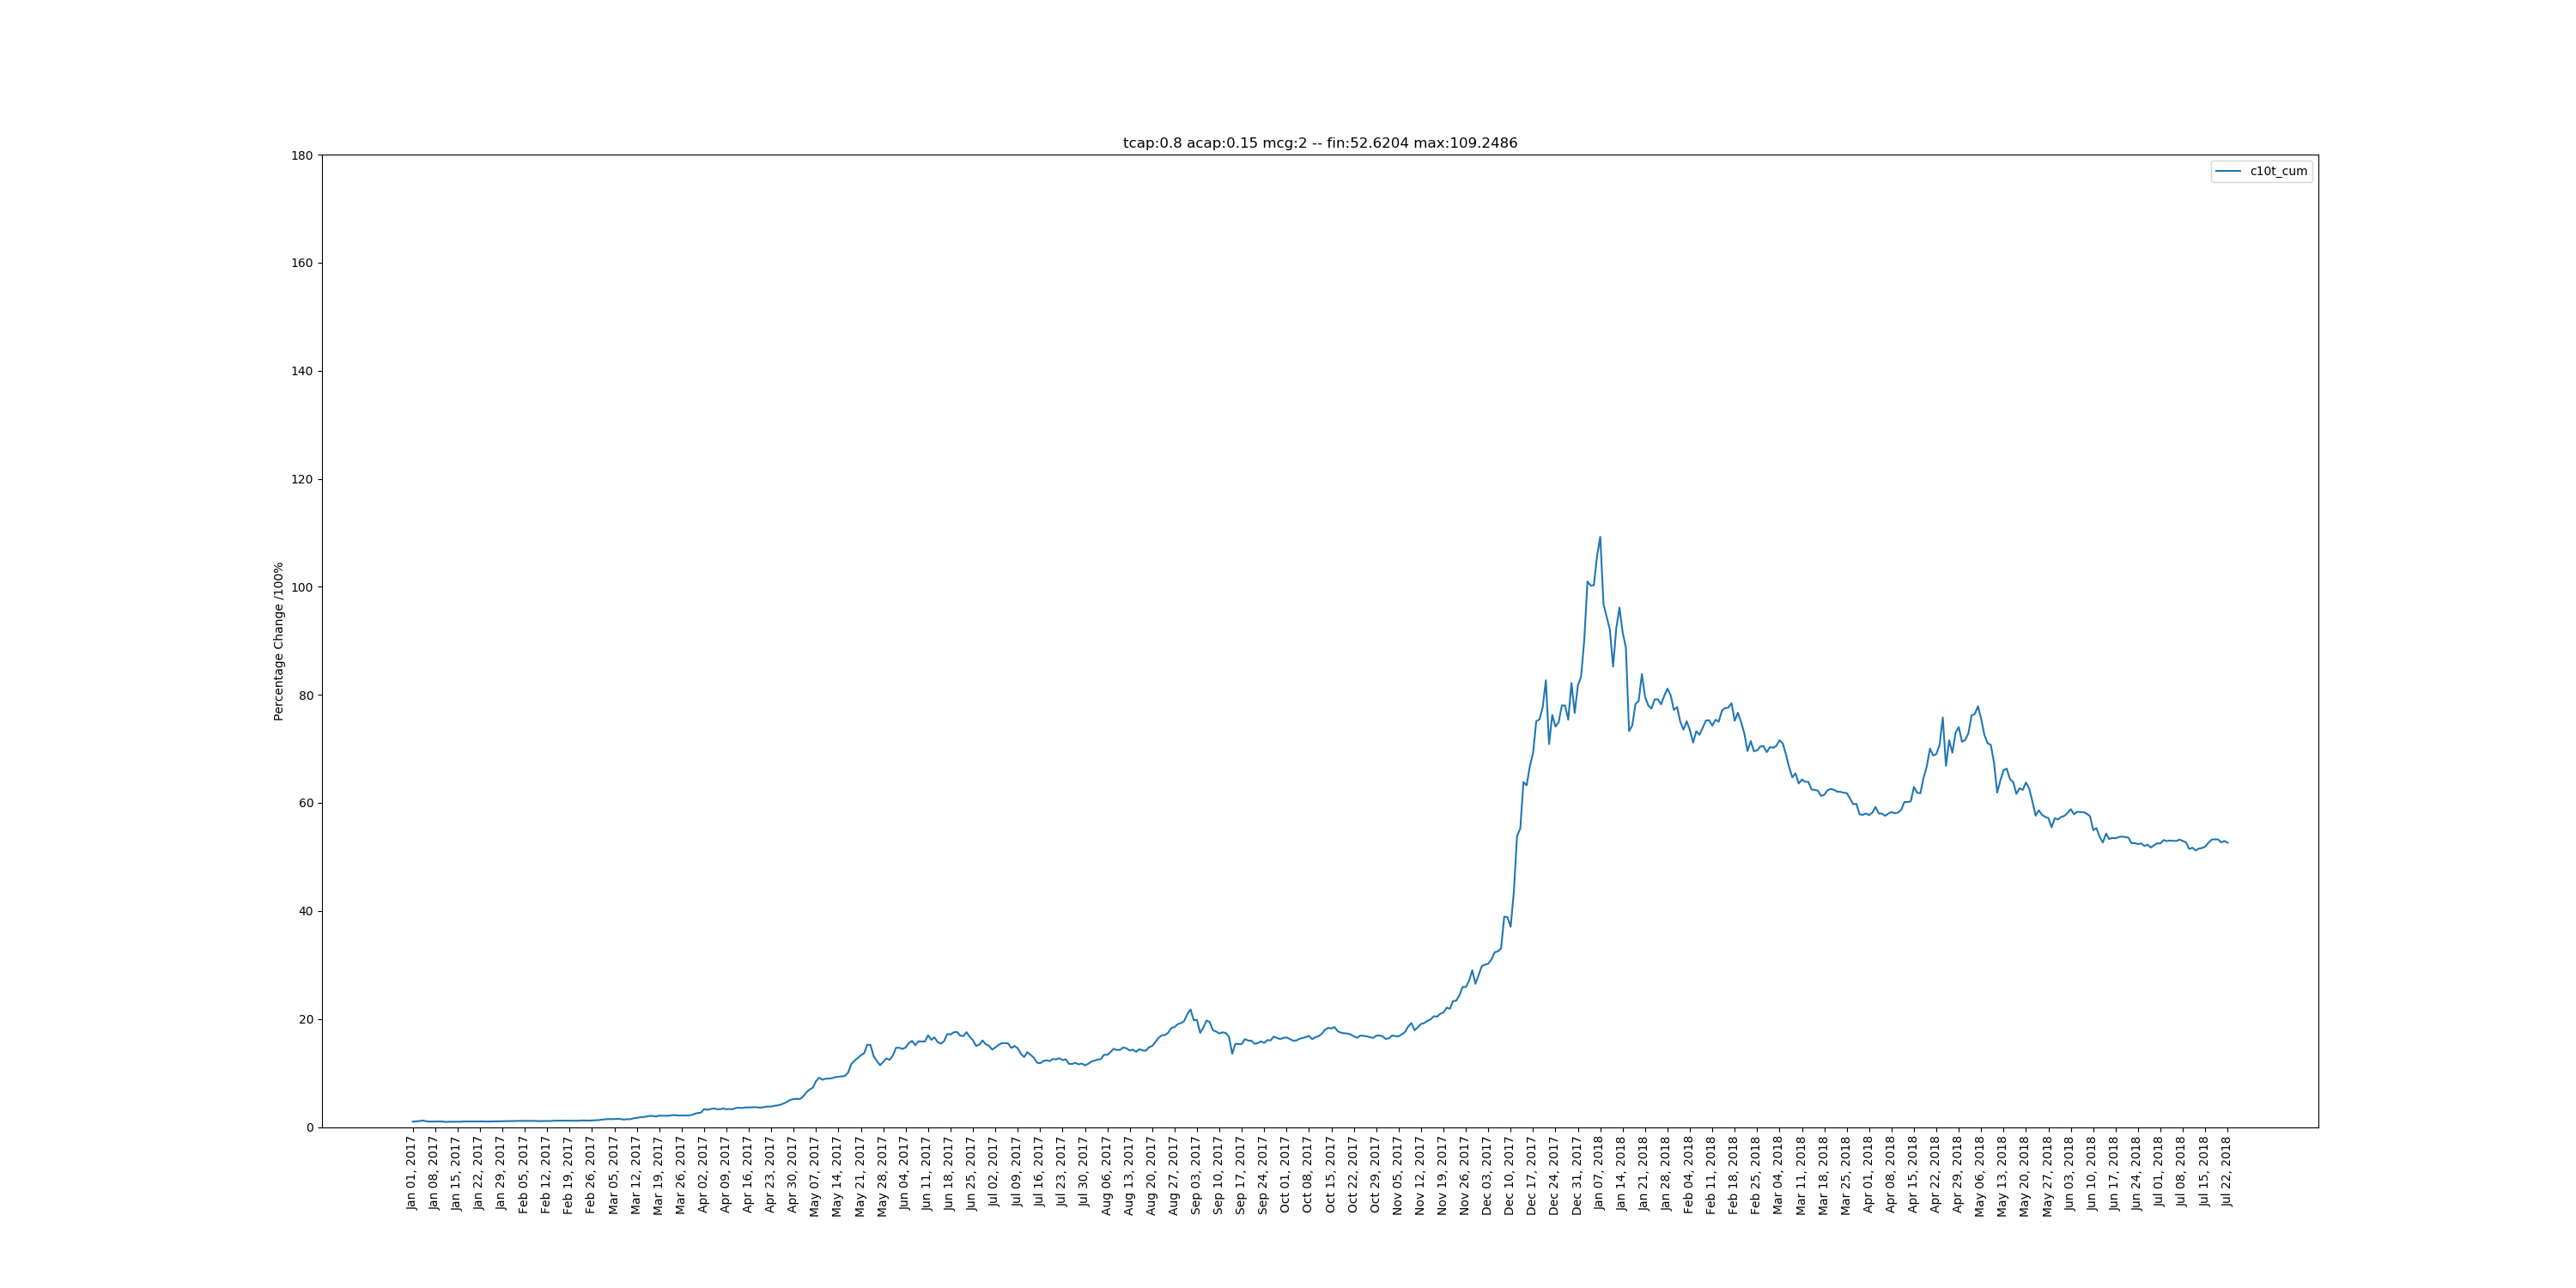 tcap:0.8 acap:0.15 mcg:2 -- fin:52.6204 max:109.2486
c10t_cum
Percentage Change /100%
180
160
140
120
100
80
60
40
20
0
Jan 01, 2017
Jan 08, 2017
Jan 15, 2017
Jan 22, 2017
Jan 29, 2017
Feb 05, 2017
Feb 12, 2017
Feb 19, 2017
Feb 26, 2017
Mar 05, 2017
Mar 12, 2017
Mar 19, 2017
Mar 26, 2017
Apr 02, 2017
Apr 09, 2017
Apr 16, 2017
Apr 23, 2017
Apr 30, 2017
May 07, 2017
May 14, 2017
May 21, 2017
May 28, 2017
Jun 04, 2017
Jun 11, 2017
Jun 18, 2017
Jun 25, 2017
Jul 02, 2017
Jul 09, 2017
Jul 16, 2017
Jul 23, 2017
Jul 30, 2017
Aug 06, 2017
Aug 13, 2017
Aug 20, 2017
Aug 27, 2017
Sep 03, 2017
Sep 10, 2017
Sep 17, 2017
Sep 24, 2017
Oct 01, 2017
Oct 08, 2017
Oct 15, 2017
Oct 22, 2017
Oct 29, 2017
Nov 05, 2017
Nov 12, 2017
Nov 19, 2017
Nov 26, 2017
Dec 03, 2017
Dec 10, 2017
Dec 17, 2017
Dec 24, 2017
Dec 31, 2017
Jan 07, 2018
Jan 14, 2018
Jan 21, 2018
Jan 28, 2018
Feb 04, 2018
Feb 11, 2018
Feb 18, 2018
Feb 25, 2018
Mar 04, 2018
Mar 11, 2018
Mar 18, 2018
Mar 25, 2018
Apr 01, 2018
Apr 08, 2018
Apr 15, 2018
Apr 22, 2018
Apr 29, 2018
May 06, 2018
May 13, 2018
May 20, 2018
May 27, 2018
Jun 03, 2018
Jun 10, 2018
Jun 17, 2018
Jun 24, 2018
Jul 01, 2018
Jul 08, 2018
Jul 15, 2018
Jul 22, 2018